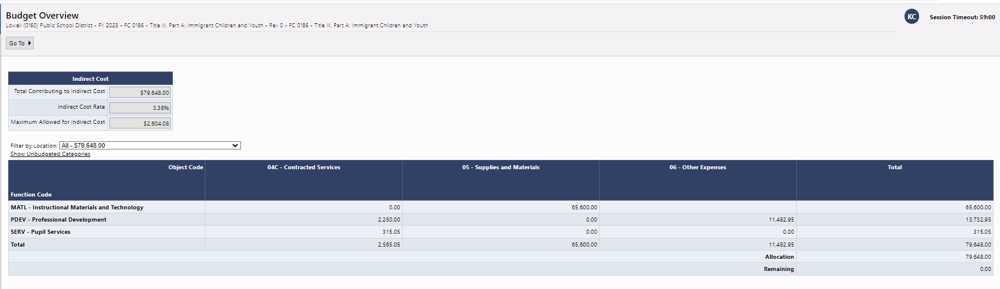 Budget Overview
Lowell (0160) Public School District - FY 2023 - FC 0186 - Title III, Part A: Immigrant Children and Youth - Rev 0 - FC 0186 - Title III, Part A: Immigrant Children and Youth
KC
Session Timeout: 59:00
Go To
Indirect Cost
Total Contributing to Indirect Cost $79,648.00
Indirect Cost Rate 3.38%
Maximum Allowed for Indirect Cost $2,604.08
Filter by Location: All - $79,648.00
Show Unbudgeted Categories
Object Code 04C - Contracted Services 05 - Supplies and Materials 06 - Other Expenses Total
Function Code
MATL - Instructional Materials and Technology 0.00 65,600.00 65,600.00
PDEV - Professional Development 2,250.00 0.00 11,482.95 13,732.95
SERV - Pupil Services 315.05 0.00 0.00 315.05
Total 2,565.05 65,600.00 11,482.95 79,648.00
Allocation 79,648.00
Remaining 0.00